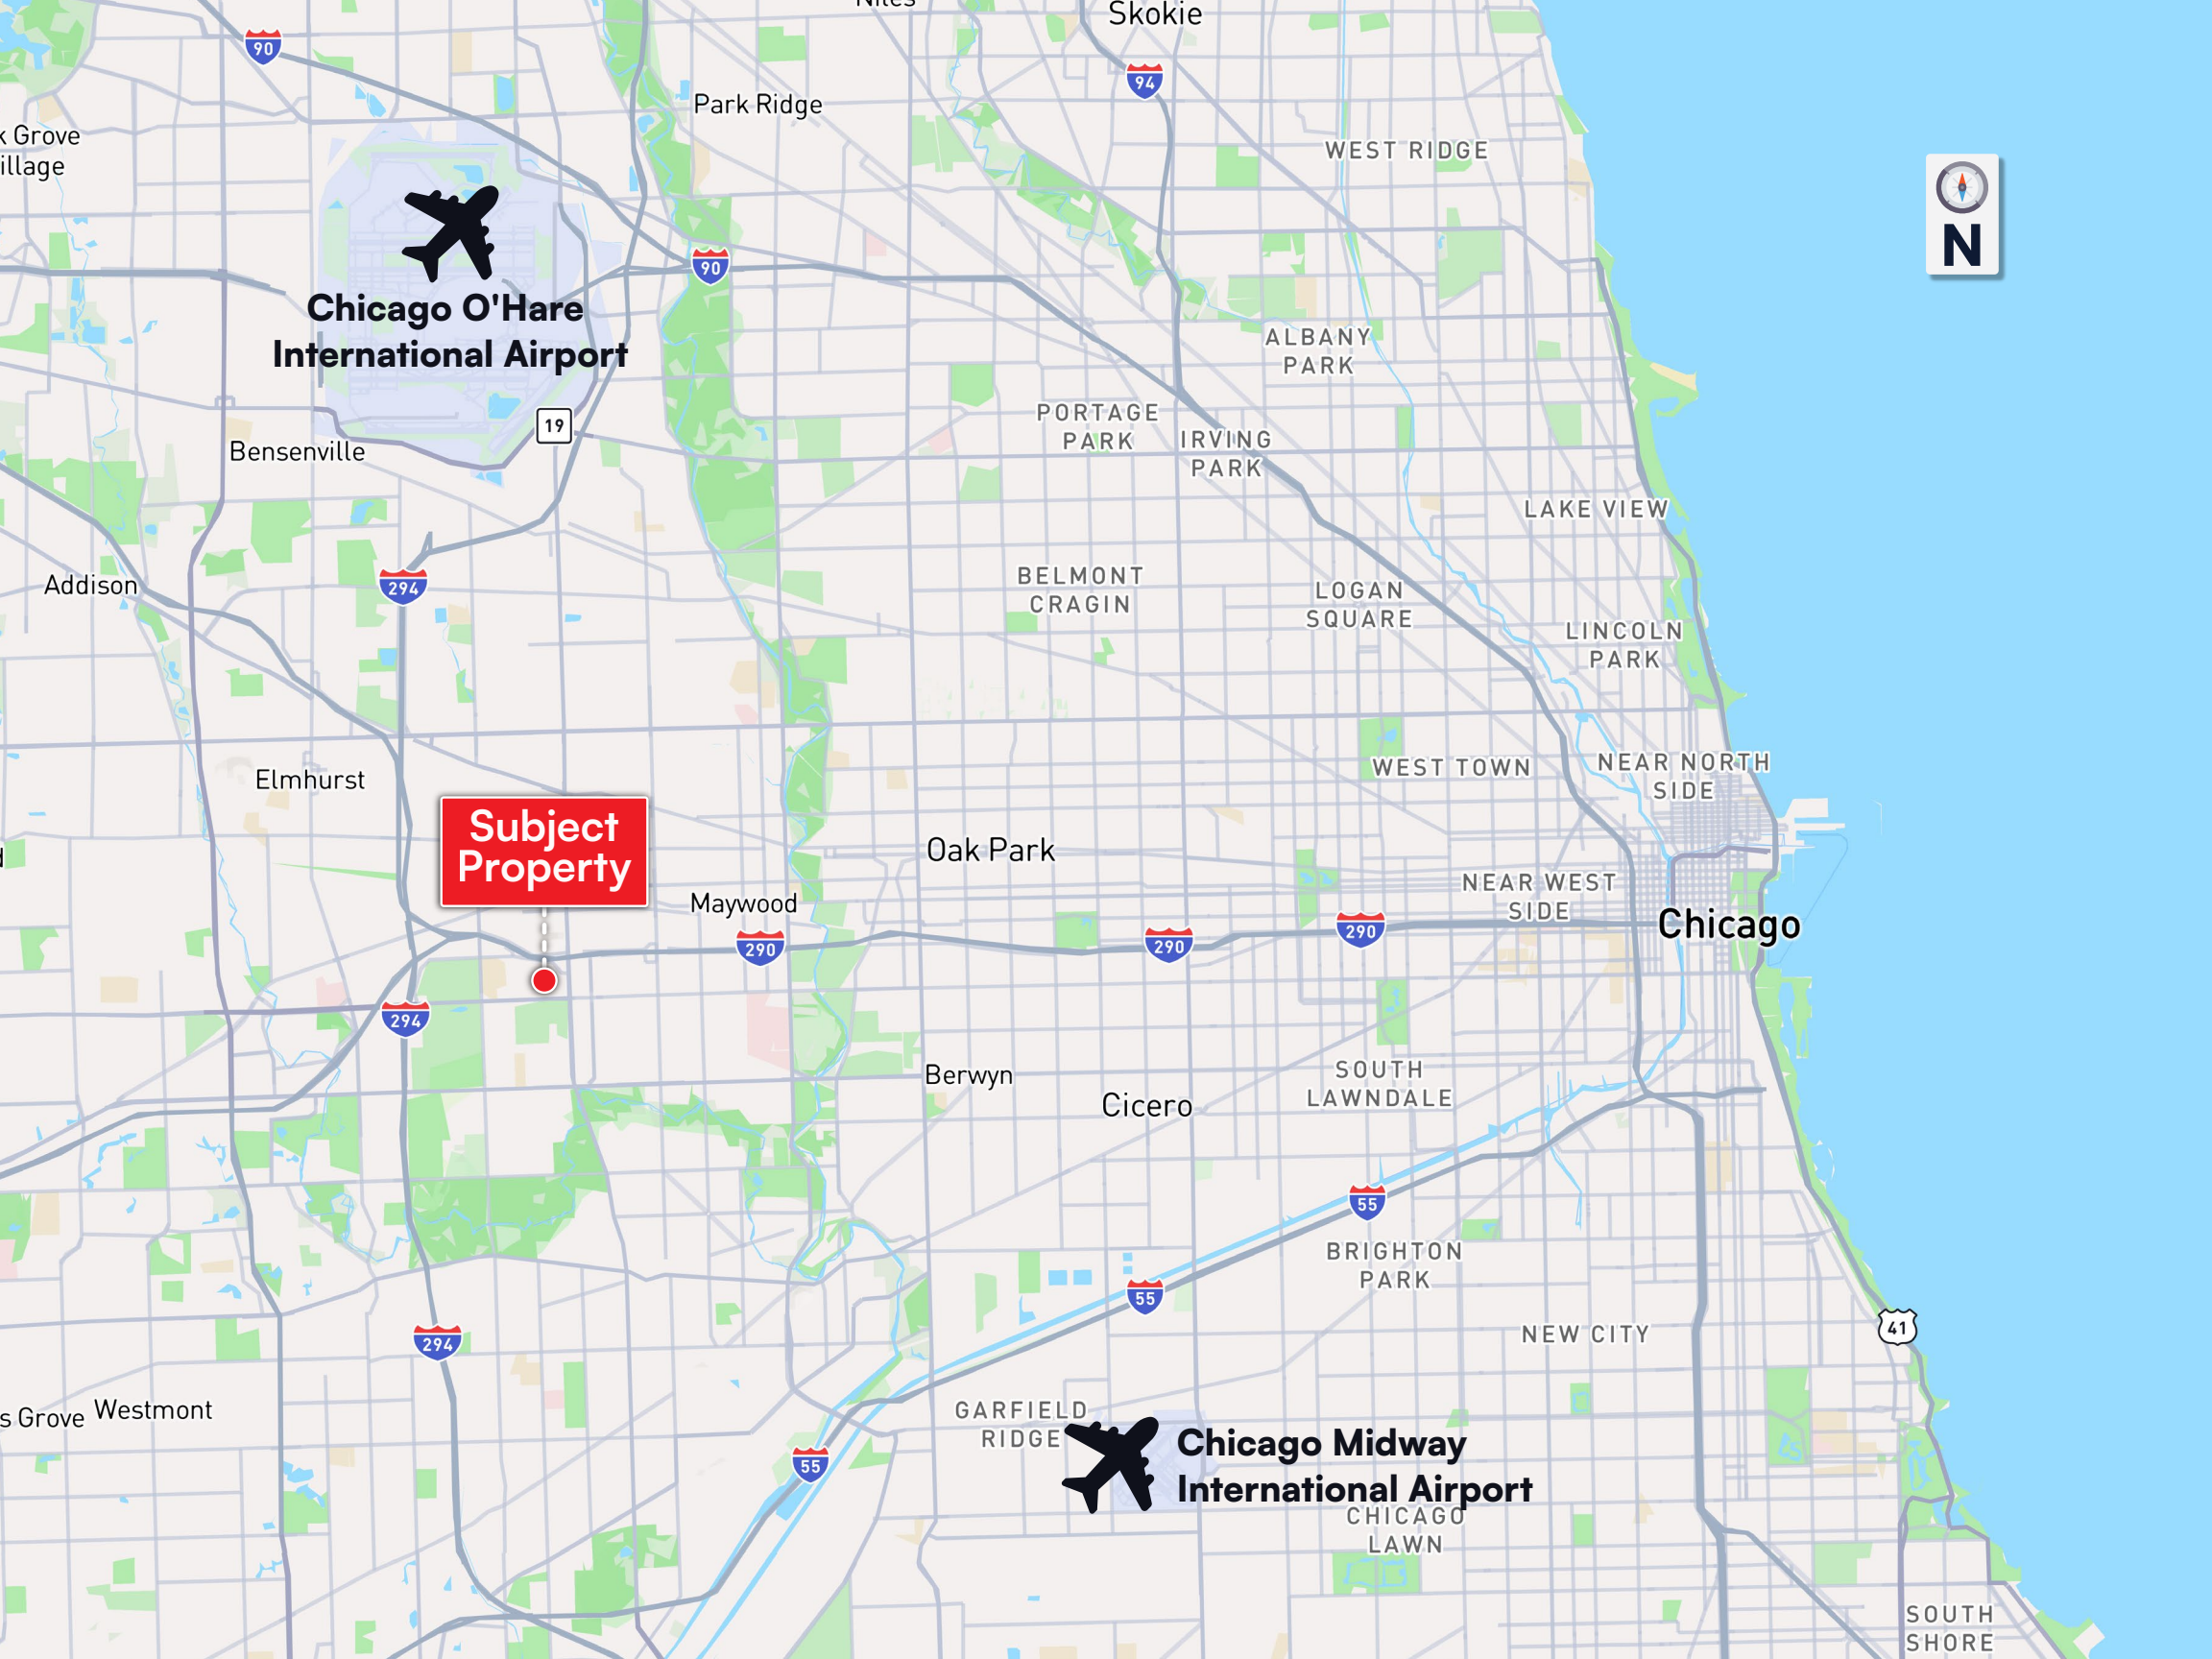 Niles
Skokie
90
94
Park Ridge
k Grove
illage
WEST RIDGE
N
90
Chicago O'Hare
International Airport
ALBANY
PARK
19
PORTAGE
PARK
IRVING
PARK
Bensenville
LAKE VIEW
Addison
294
BELMONT
CRAGIN
LOGAN
SQUARE
LINCOLN
PARK
Elmhurst
WEST TOWN
NEAR NORTH
SIDE
Subject
Property
Oak Park
Maywood
NEAR WEST
SIDE
Chicago
290
290
290
294
Berwyn
Cicero
SOUTH
LAWNDALE
55
BRIGHTON
PARK
55
NEW CITY
41
294
s Grove
Westmont
GARFIELD
RIDGE
Chicago Midway
International Airport
55
CHICAGO
LAWN
SOUTH
SHORE